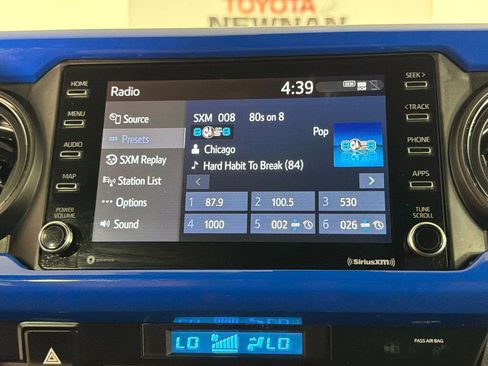 TOYOTA
NEWNAN
HOME
MENU
AUDIO
MAP
POWER
VOLUME
Radio
4:39
DCM
Source
Presets
SXM Replay
Station List
Options
Sound
SXM 008 80s on 8
Pop
Chicago
Hard Habit To Break (84)
1 87.9
2 100.5
3 530
4 1000
5 002
6 026
SEEK >
< TRACK
PHONE
APPS
TUNE
SCROLL
gracenote
SiriusXM
LO
LO
PASS AIR BAG